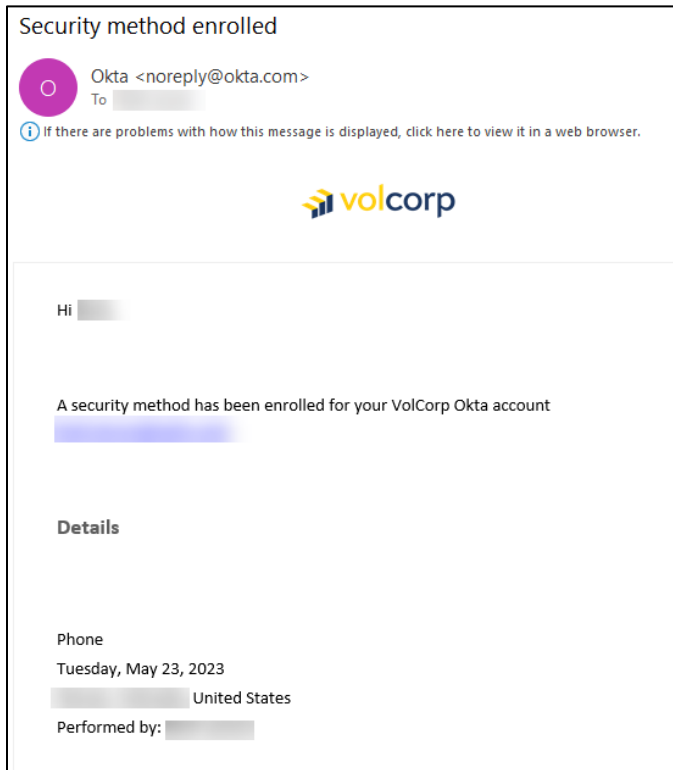 Security method enrolled
O
Okta <noreply@okta.com>
To
If there are problems with how this message is displayed, click here to view it in a web browser.
volcorp
Hi
A security method has been enrolled for your VolCorp Okta account
Details
Phone
Tuesday, May 23, 2023
United States
Performed by: